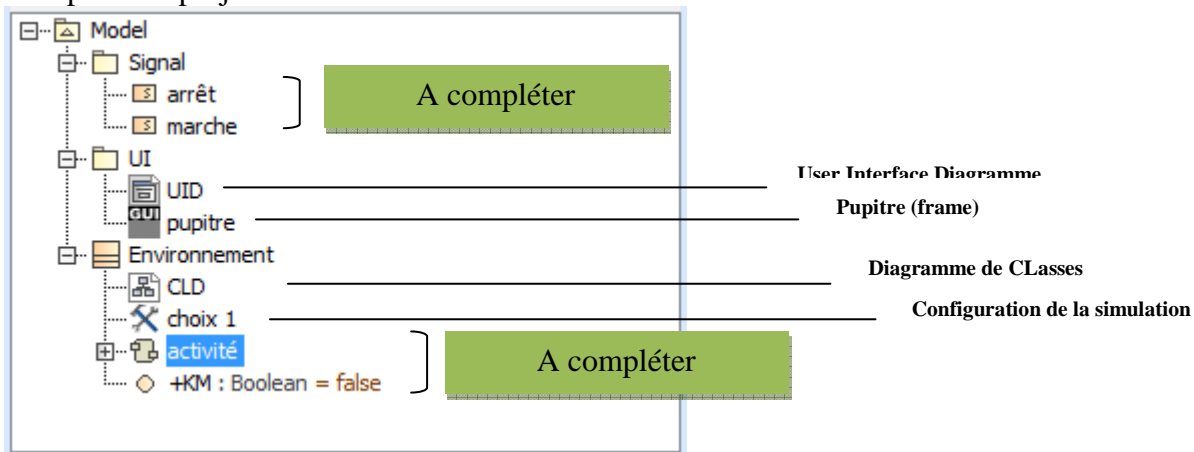 Model
Signal
arrêt
marche
A compléter
UI
UID
User Interface Diagramme
GUI
pupitre
Pupitre (frame)
Environnement
CLD
Diagramme de CLasses
choix 1
Configuration de la simulation
activité
+KM : Boolean = false
A compléter